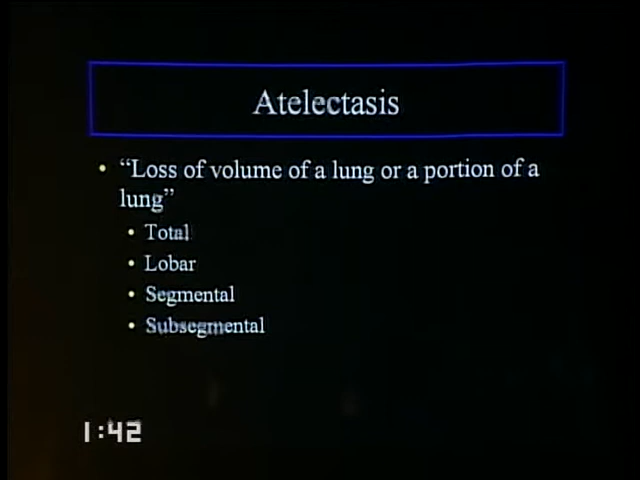 Atelectasis
• “Loss of volume of a lung or a portion of a
lung”
• Total
• Lobar
• Segmental
• Subsegmental
1:42